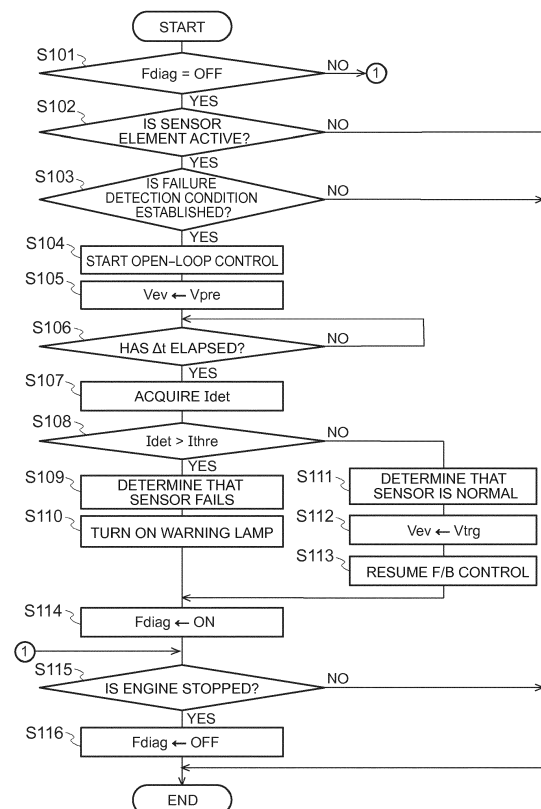 START
S101
Fdiag = OFF
NO
1
YES
S102
IS SENSOR
ELEMENT ACTIVE?
NO
YES
S103
IS FAILURE
DETECTION CONDITION
ESTABLISHED?
NO
YES
S104
START OPEN-LOOP CONTROL
S105
Vev ← Vpre
S106
HAS Δt ELAPSED?
NO
YES
S107
ACQUIRE Idet
S108
Idet > Ithre
NO
YES
S109
DETERMINE THAT
SENSOR FAILS
S110
TURN ON WARNING LAMP
S111
DETERMINE THAT
SENSOR IS NORMAL
S112
Vev ← Vtrg
S113
RESUME F/B CONTROL
S114
Fdiag ← ON
1
S115
IS ENGINE STOPPED?
NO
YES
S116
Fdiag ← OFF
END